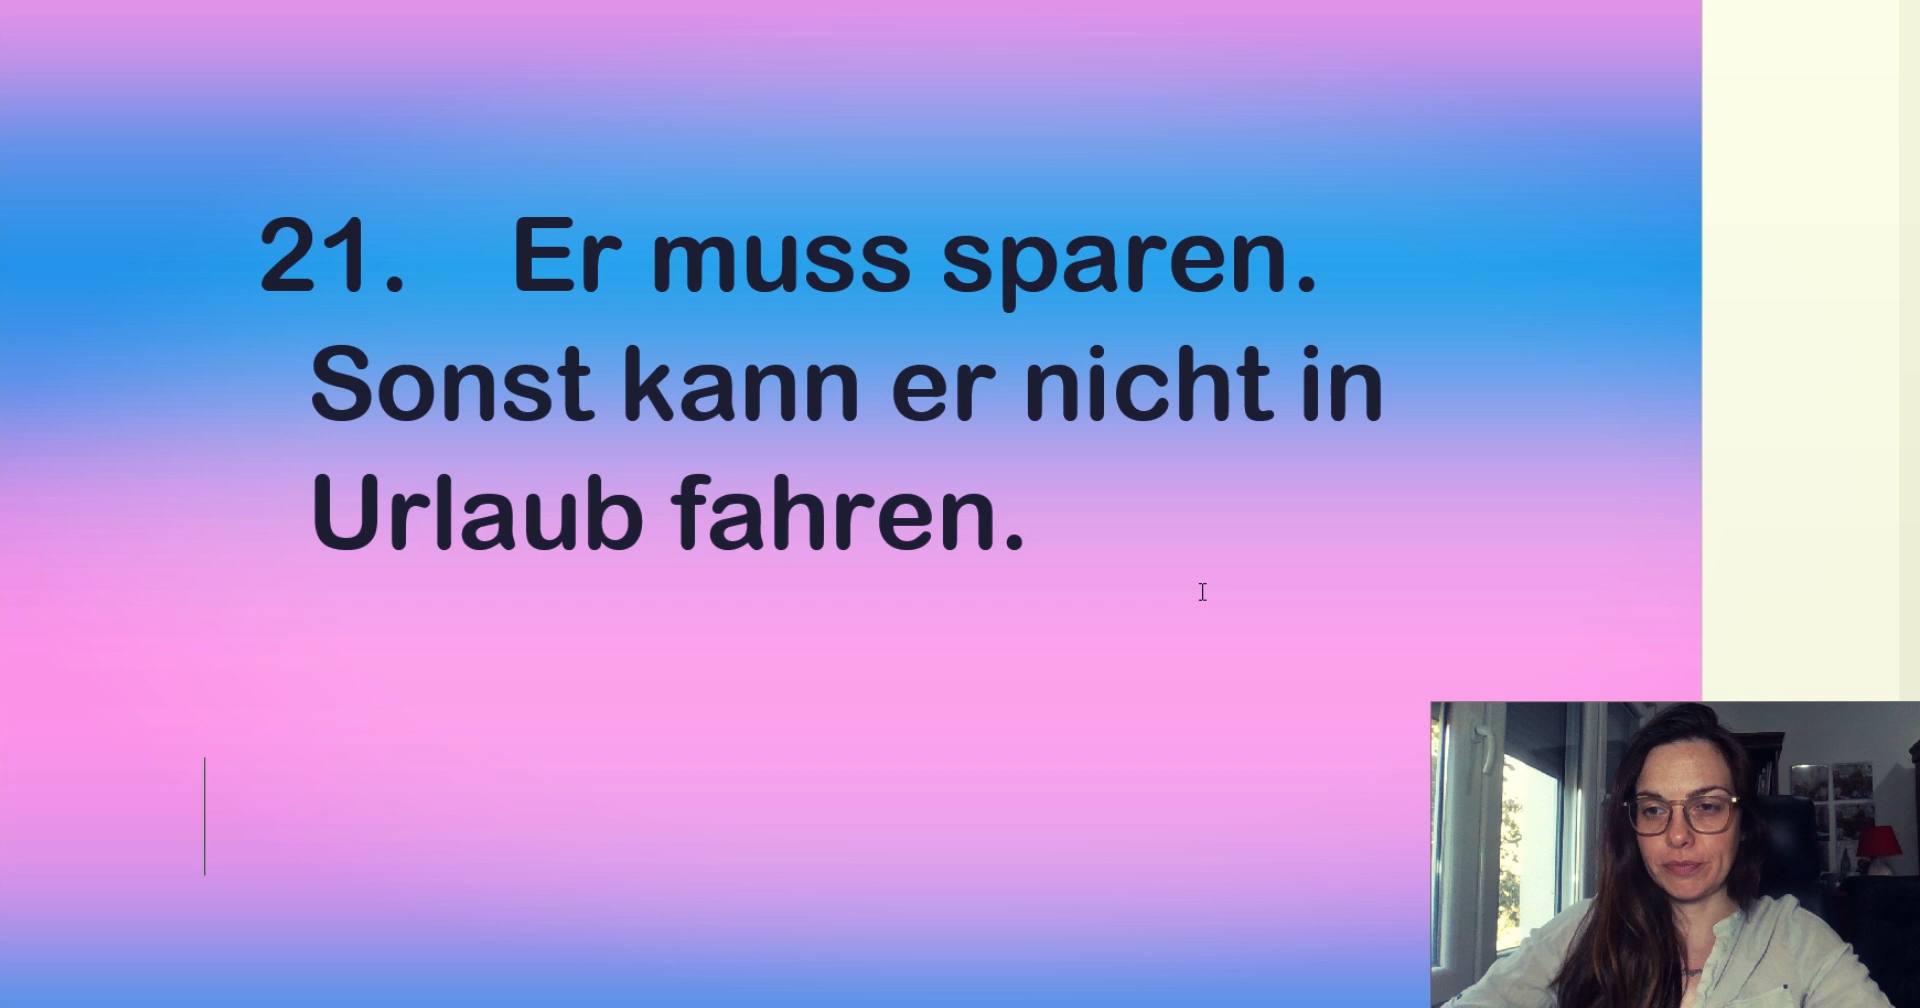 21. Er muss sparen.
Sonst kann er nicht in
Urlaub fahren.